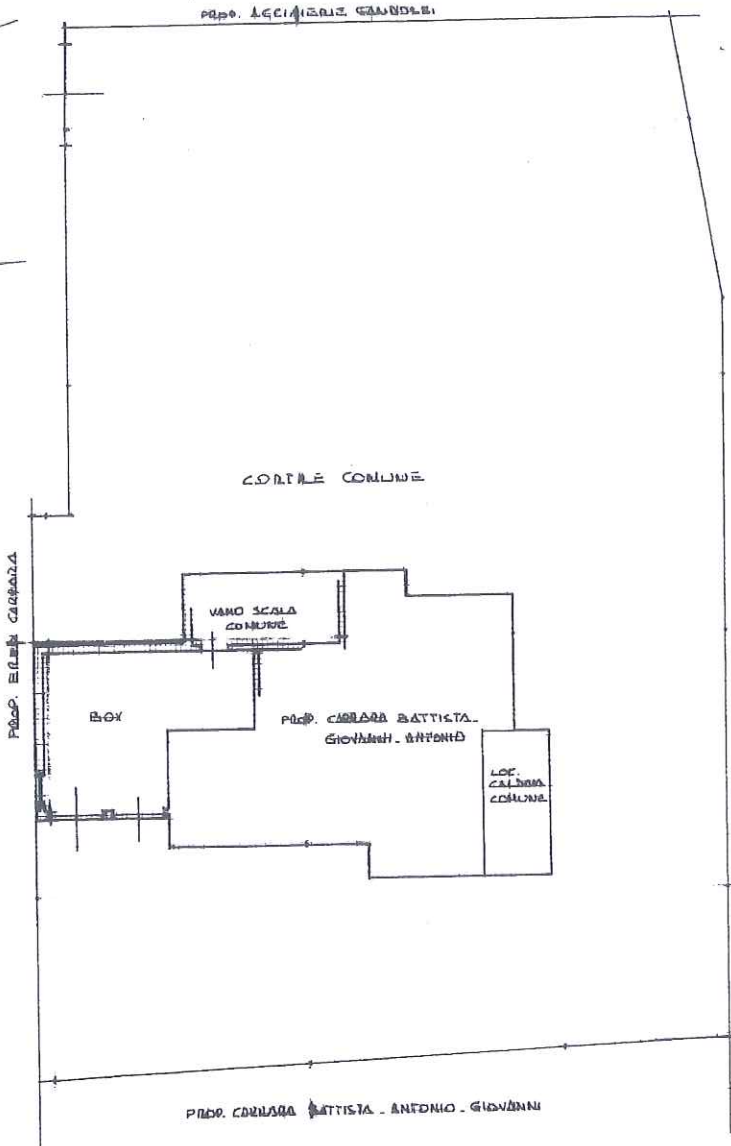 PROP. ACCIAIERIE
CORTILE COMUNE
PROP. EREDI CARRARA
VANO SCALA
COMUNE
BOX
PROP. CARRARA BATTISTA -
GIOVANNI - ANTONIO
LOC.
CALDAIA
COMUNE
PROP. CARRARA BATTISTA - ANTONIO - GIOVANNI